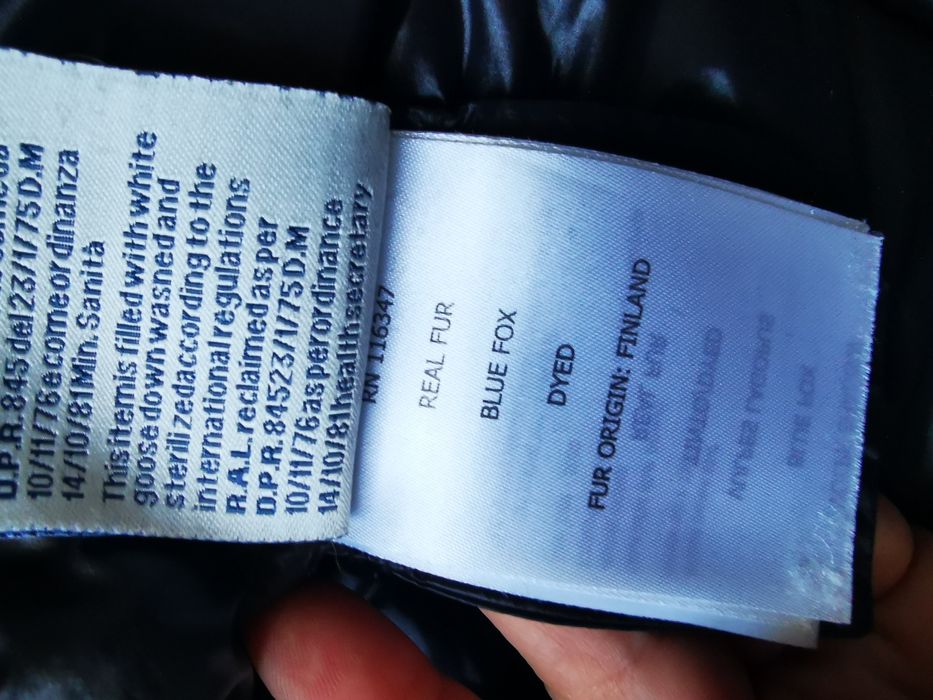 D.P.R. 845 del 23/1/75 D.M
10/11/76 e come ordinanza
14/10/81 Min. Sanità
This item is filled with white
goose down wasned and
sterilized according to the
international regulations
R.A.L. reclaimed as per
D.P.R. 845 23/1/75 D.M
10/11/76 as per ordinance
14/10/81 health secretary
RN 116347
REAL FUR
BLUE FOX
DYED
FUR ORIGIN: FINLAND